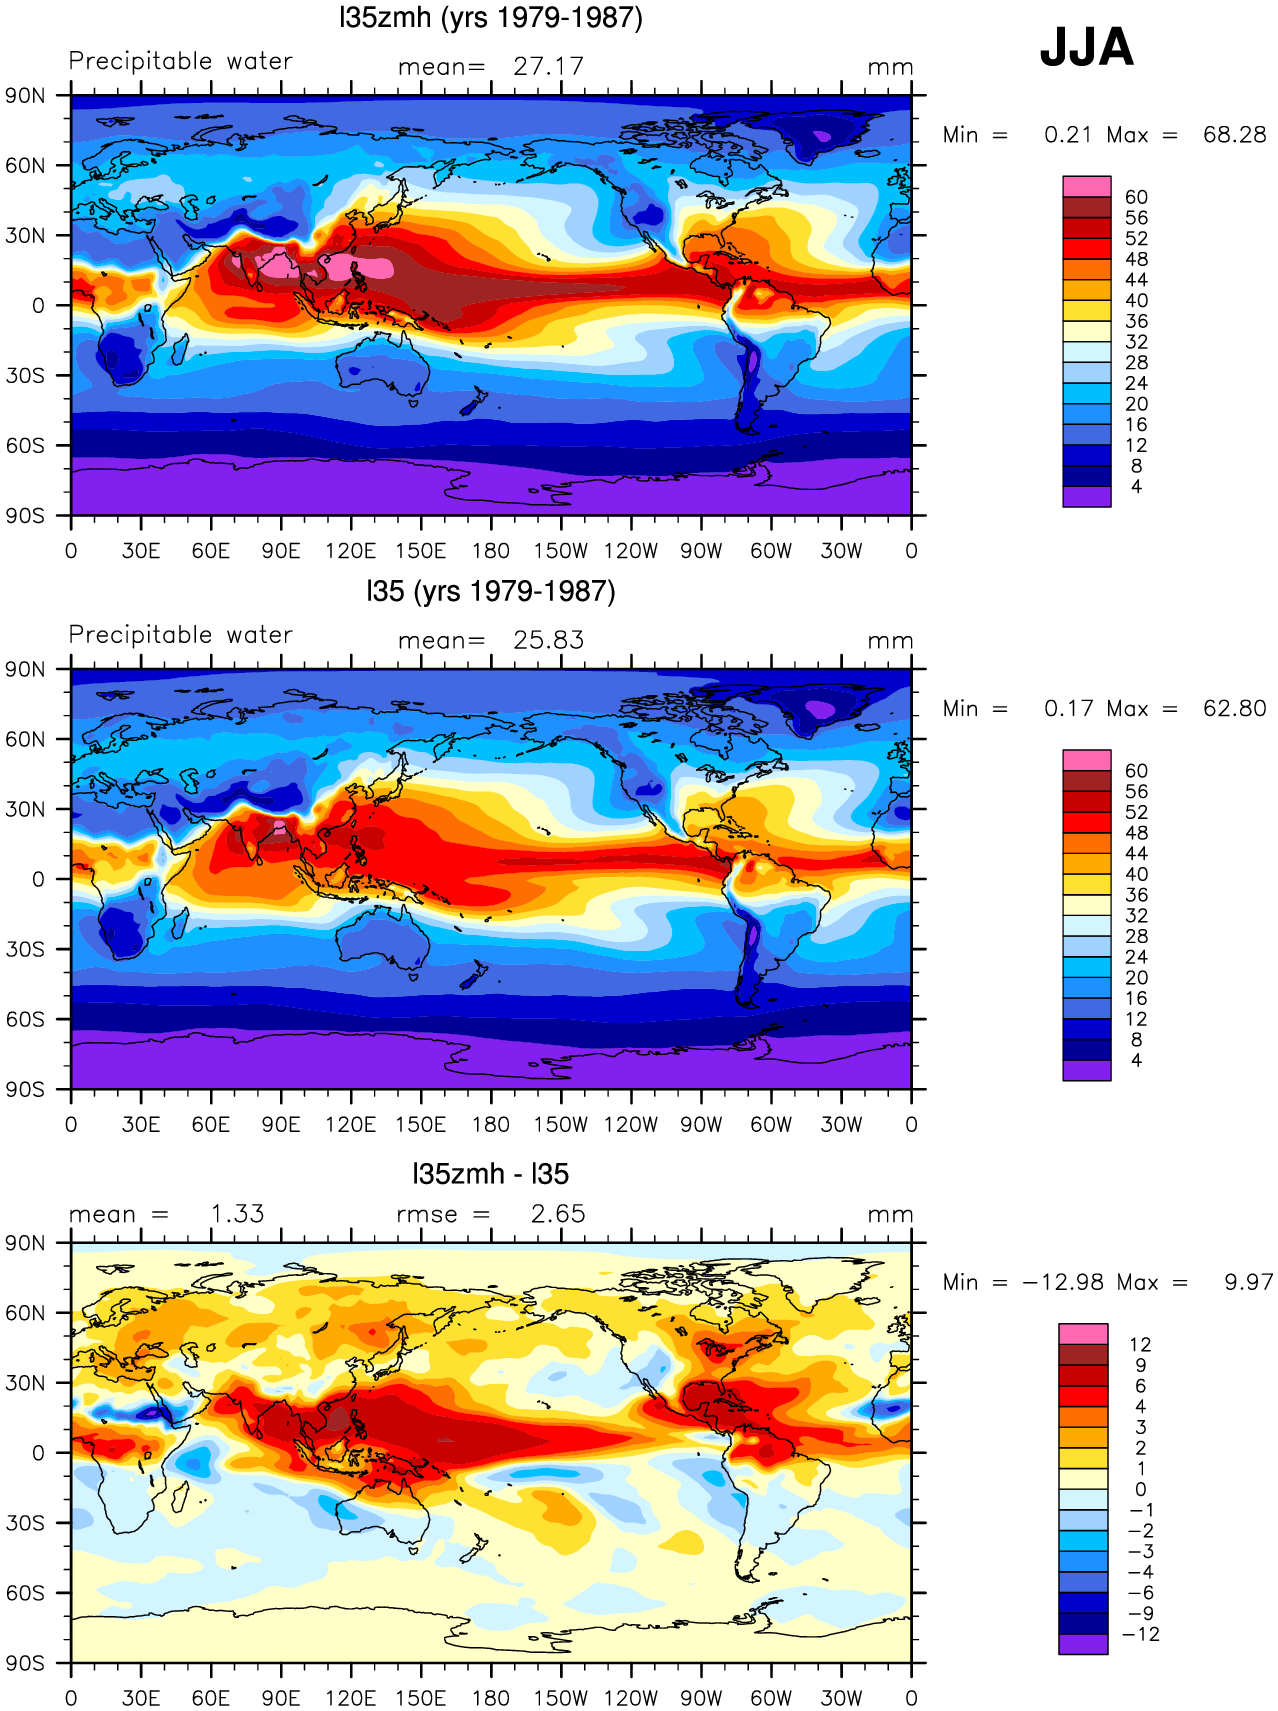 l35zmh (yrs 1979-1987)
JJA
Precipitable water mean= 27.17 mm
Min = 0.21 Max = 68.28
90N
60N
30N
0
30S
60S
90S
0 30E 60E 90E 120E 150E 180 150W 120W 90W 60W 30W 0
60
56
52
48
44
40
36
32
28
24
20
16
12
8
4
l35 (yrs 1979-1987)
Precipitable water mean= 25.83 mm
Min = 0.17 Max = 62.80
90N
60N
30N
0
30S
60S
90S
0 30E 60E 90E 120E 150E 180 150W 120W 90W 60W 30W 0
60
56
52
48
44
40
36
32
28
24
20
16
12
8
4
l35zmh - l35
mean = 1.33 rmse = 2.65 mm
Min = -12.98 Max = 9.97
90N
60N
30N
0
30S
60S
90S
0 30E 60E 90E 120E 150E 180 150W 120W 90W 60W 30W 0
12
9
6
4
3
2
1
0
-1
-2
-3
-4
-6
-9
-12